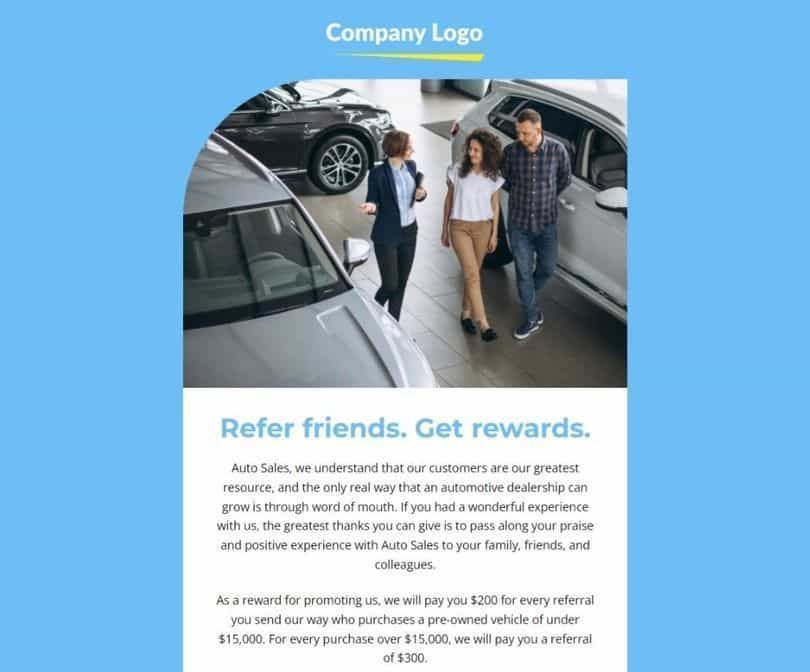 Company Logo
Refer friends. Get rewards.
Auto Sales, we understand that our customers are our greatest
resource, and the only real way that an automotive dealership can
grow is through word of mouth. If you had a wonderful experience
with us, the greatest thanks you can give is to pass along your praise
and positive experience with Auto Sales to your family, friends, and
colleagues.
As a reward for promoting us, we will pay you $200 for every referral
you send our way who purchases a pre-owned vehicle of under
$15,000. For every purchase over $15,000, we will pay you a referral
of $300.